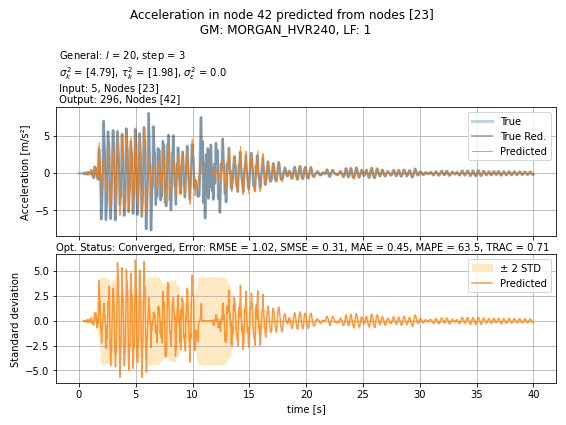 Acceleration in node 42 predicted from nodes [23]
GM: MORGAN_HVR240, LF: 1
General: l = 20, step = 3
σ²ₖ = [4.79], τ²ₖ = [1.98], σ²ε = 0.0
Input: 5, Nodes [23]
Output: 296, Nodes [42]
Acceleration [m/s²]
5
0
−5
True
True Red.
Predicted
Opt. Status: Converged, Error: RMSE = 1.02, SMSE = 0.31, MAE = 0.45, MAPE = 63.5, TRAC = 0.71
Standard deviation
5.0
2.5
0.0
−2.5
−5.0
± 2 STD
Predicted
0 5 10 15 20 25 30 35 40
time [s]